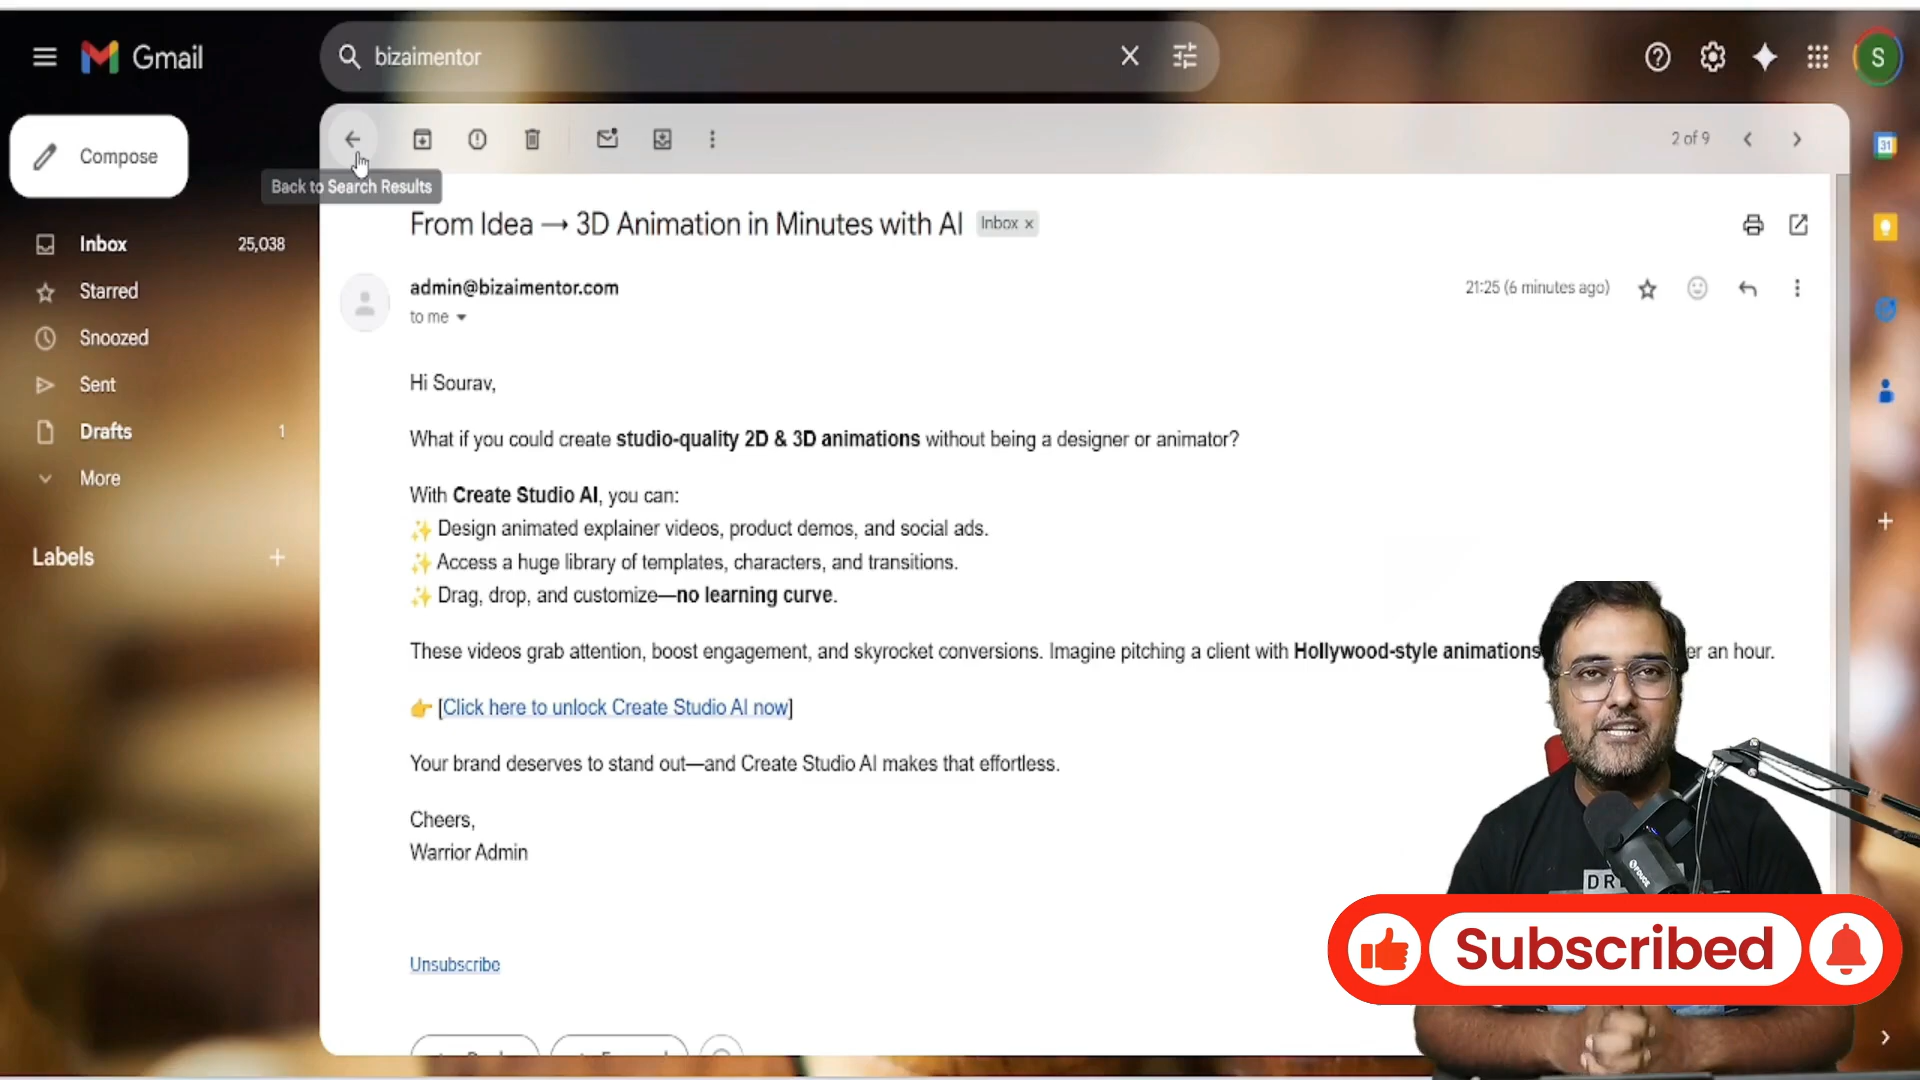 Gmail
bizaimentor
S
Compose
2 of 9
31
Back to Search Results
From Idea → 3D Animation in Minutes with AI Inbox ×
Inbox 25,038
admin@bizaimentor.com 21:25 (6 minutes ago)
Starred
to me
Snoozed
Sent
Hi Sourav,
Drafts 1
What if you could create studio-quality 2D & 3D animations without being a designer or animator?
More
With Create Studio AI, you can:
✨ Design animated explainer videos, product demos, and social ads.
Labels +
✨ Access a huge library of templates, characters, and transitions.
✨ Drag, drop, and customize—no learning curve.
These videos grab attention, boost engagement, and skyrocket conversions. Imagine pitching a client with Hollywood-style animations an hour.
👉 [Click here to unlock Create Studio AI now]
Your brand deserves to stand out—and Create Studio AI makes that effortless.
Cheers,
Warrior Admin
Subscribed
Unsubscribe